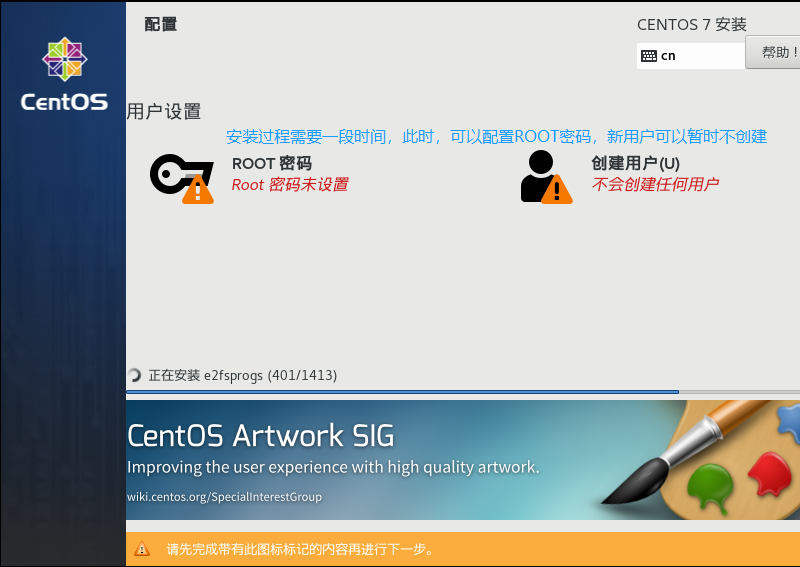 配置
CENTOS 7 安装
cn
帮助！
CentOS
用户设置
安装过程需要一段时间，此时，可以配置ROOT密码，新用户可以暂时不创建
ROOT 密码
Root 密码未设置
创建用户(U)
不会创建任何用户
正在安装 e2fsprogs (401/1413)
CentOS Artwork SIG
Improving the user experience with high quality artwork.
wiki.centos.org/SpecialInterestGroup
请先完成带有此图标标记的内容再进行下一步。